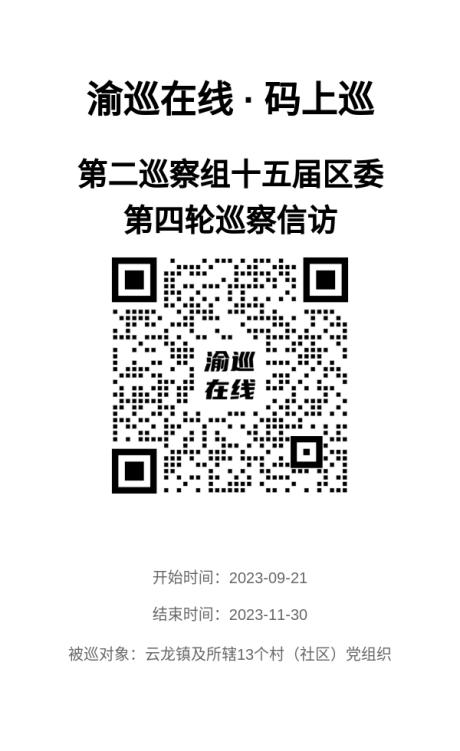 渝巡在线 · 码上巡
第二巡察组十五届区委
第四轮巡察信访
渝巡
在线
开始时间：2023-09-21
结束时间：2023-11-30
被巡对象：云龙镇及所辖13个村（社区）党组织